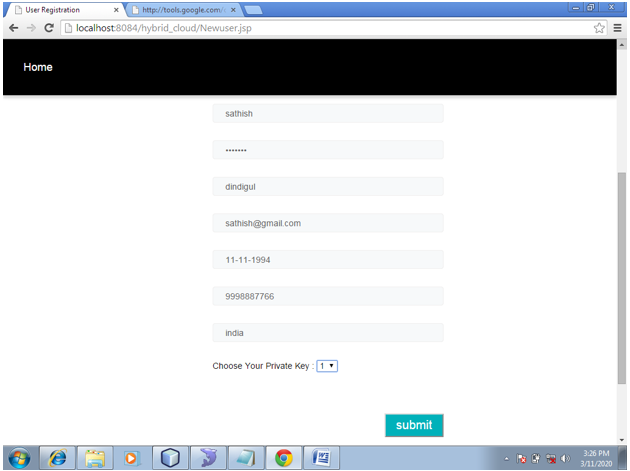 User Registration
http://tools.google.com/
localhost:8084/hybrid_cloud/Newuser.jsp
Home
sathish
•••••••
dindigul
sathish@gmail.com
11-11-1994
9998887766
india
Choose Your Private Key : 1
submit
3:26 PM
3/11/2020